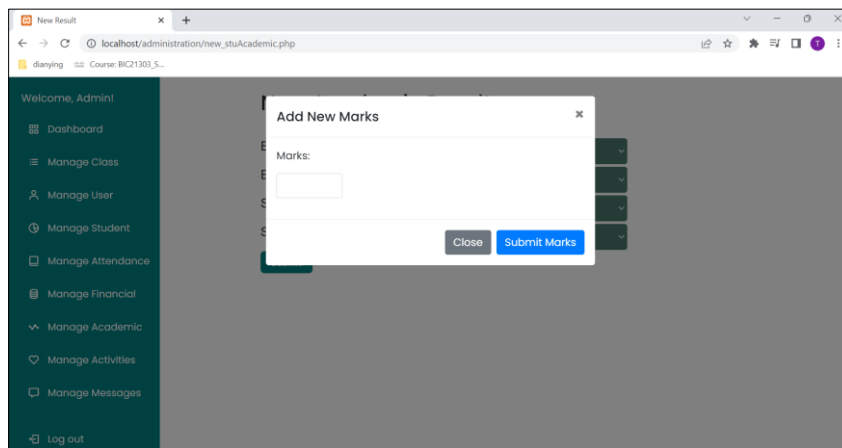 New Result
localhost/administration/new_stuAcademic.php
T
dianying
Course: BIC21303_S...
Welcome, Admin!
Dashboard
Manage Class
Manage User
Manage Student
Manage Attendance
Manage Financial
Manage Academic
Manage Activities
Manage Messages
Log out
Add New Marks
Marks:
Close
Submit Marks